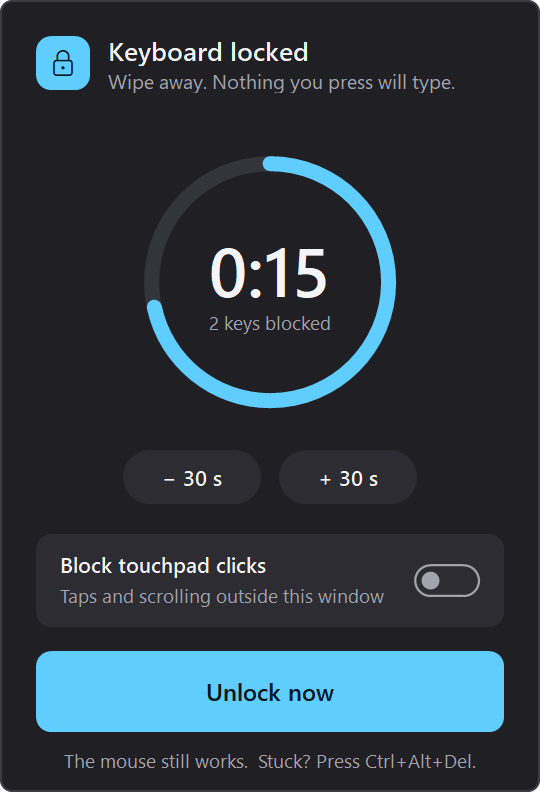 Keyboard locked
Wipe away. Nothing you press will type.
0:15
2 keys blocked
− 30 s
+ 30 s
Block touchpad clicks
Taps and scrolling outside this window
Unlock now
The mouse still works.  Stuck? Press Ctrl+Alt+Del.